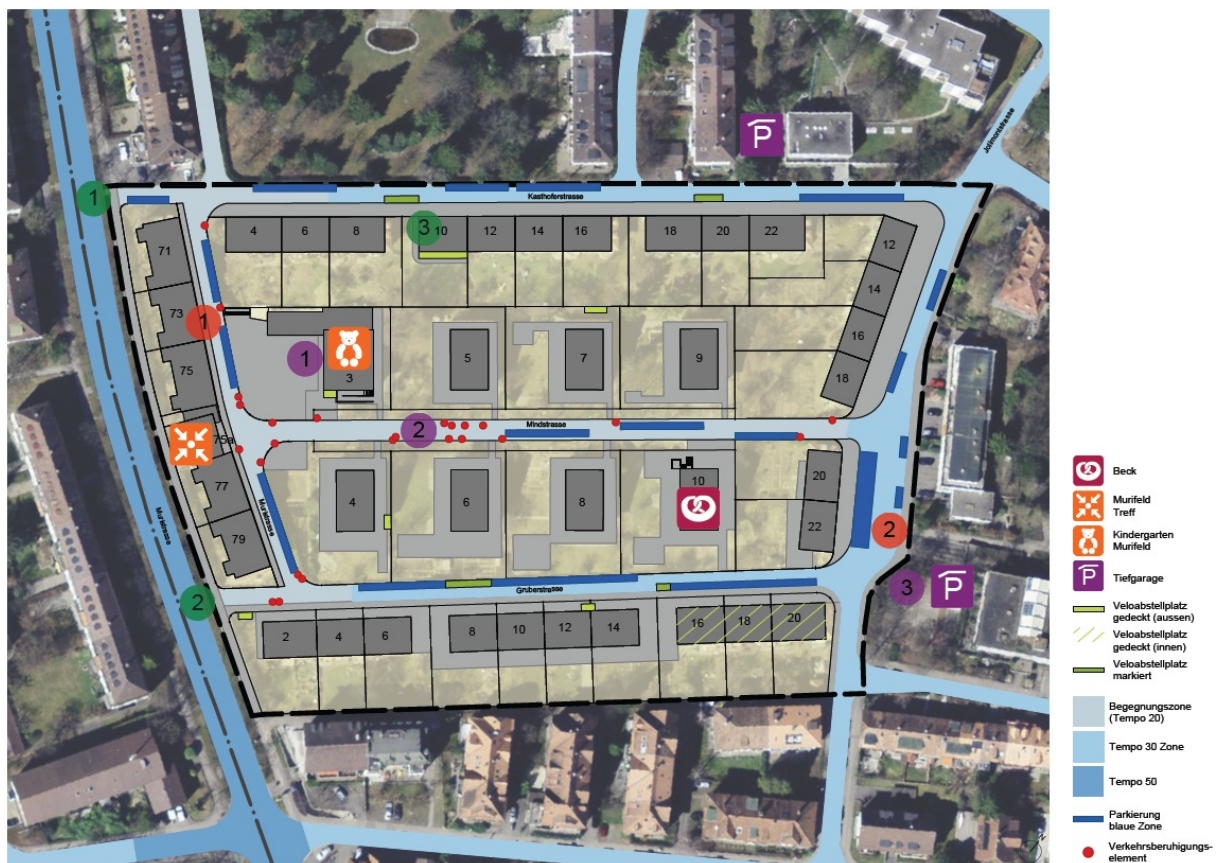 P
Jolimontstrasse
1
Kasthoferstrasse
3
4
6
8
10
12
14
16
18
20
22
12
71
14
73
1
1
16
75
3
5
7
9
18
2
Mindstrasse
75a
77
Muristrasse
Muristrasse
4
6
8
10
20
22
79
2
2
Gruberstrasse
3
P
2
4
6
8
10
12
14
16
18
20
Beck
Murifeld
Treff
Kindergarten
Murifeld
P
Tiefgarage
Veloabstellplatz
gedeckt (aussen)
Veloabstellplatz
gedeckt (innen)
Veloabstellplatz
markiert
Begegnungszone
(Tempo 20)
Tempo 30 Zone
Tempo 50
Parkierung
blaue Zone
Verkehrsberuhigungs-
element